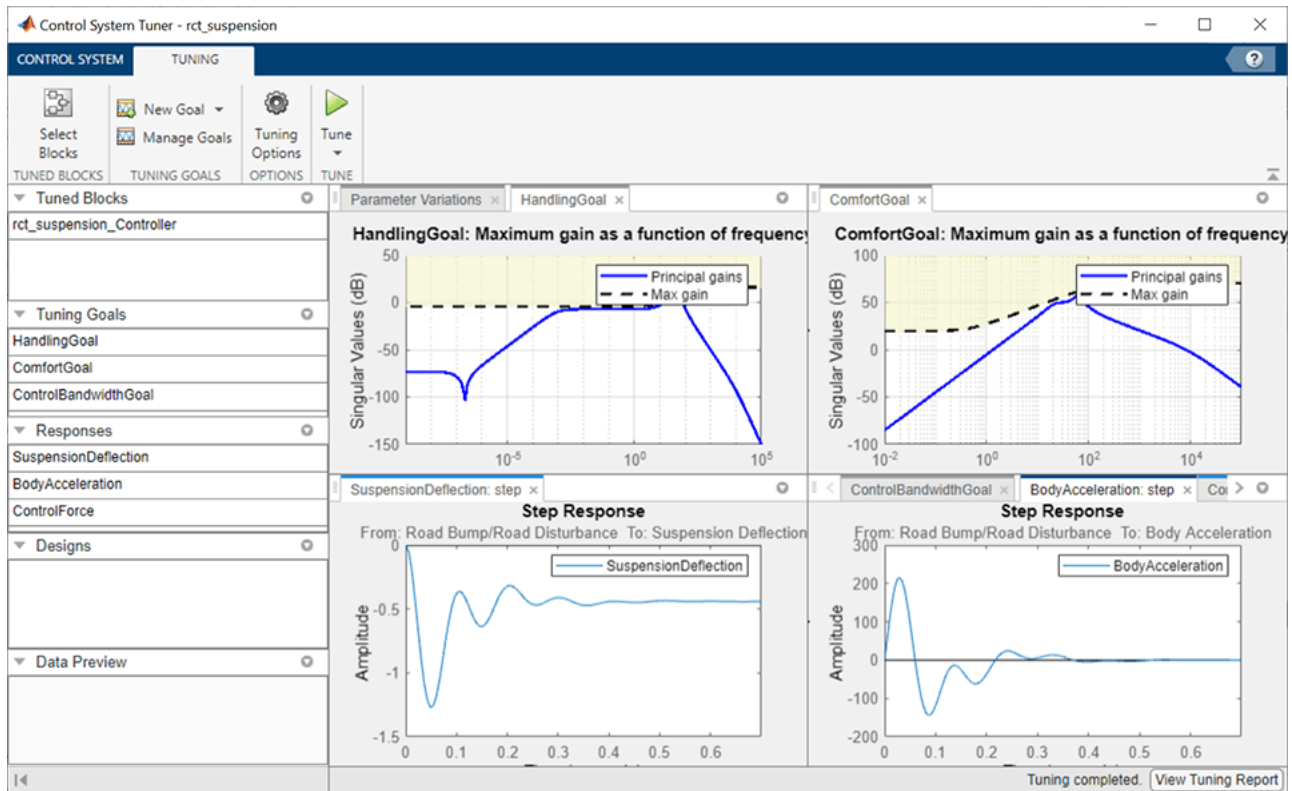 Control System Tuner - rct_suspension
CONTROL SYSTEM
TUNING
?
Select
Blocks
New Goal
Manage Goals
Tuning
Options
Tune
TUNED BLOCKS
TUNING GOALS
OPTIONS
TUNE
Tuned Blocks
rct_suspension_Controller
Tuning Goals
HandlingGoal
ComfortGoal
ControlBandwidthGoal
Responses
SuspensionDeflection
BodyAcceleration
ControlForce
Designs
Data Preview
Parameter Variations
HandlingGoal
HandlingGoal: Maximum gain as a function of frequency
Singular Values (dB)
50
0
-50
-100
-150
10^-5
10^0
10^5
Principal gains
Max gain
ComfortGoal
ComfortGoal: Maximum gain as a function of frequency
Singular Values (dB)
100
50
0
-50
-100
10^-2
10^0
10^2
10^4
Principal gains
Max gain
SuspensionDeflection: step
Step Response
From: Road Bump/Road Disturbance To: Suspension Deflection
Amplitude
0
-0.5
-1
-1.5
0 0.1 0.2 0.3 0.4 0.5 0.6
SuspensionDeflection
ControlBandwidthGoal
BodyAcceleration: step
Step Response
From: Road Bump/Road Disturbance To: Body Acceleration
Amplitude
300
200
100
0
-100
-200
0 0.1 0.2 0.3 0.4 0.5 0.6
BodyAcceleration
Tuning completed.
View Tuning Report